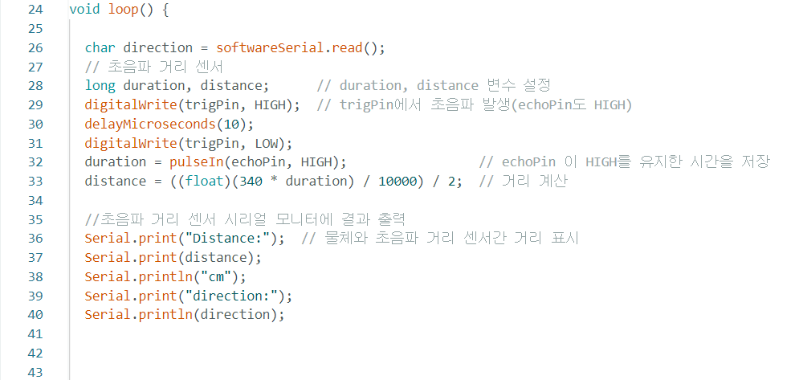 24 void loop() {
25
26 char direction = softwareSerial.read();
27 // 초음파 거리 센서
28 long duration, distance; // duration, distance 변수 설정
29 digitalWrite(trigPin, HIGH); // trigPin에서 초음파 발생(echoPin도 HIGH)
30 delayMicroseconds(10);
31 digitalWrite(trigPin, LOW);
32 duration = pulseIn(echoPin, HIGH); // echoPin 이 HIGH를 유지한 시간을 저장
33 distance = ((float)(340 * duration) / 10000) / 2; // 거리 계산
34
35 //초음파 거리 센서 시리얼 모니터에 결과 출력
36 Serial.print("Distance:"); // 물체와 초음파 거리 센서간 거리 표시
37 Serial.print(distance);
38 Serial.println("cm");
39 Serial.print("direction:");
40 Serial.println(direction);
41
42
43